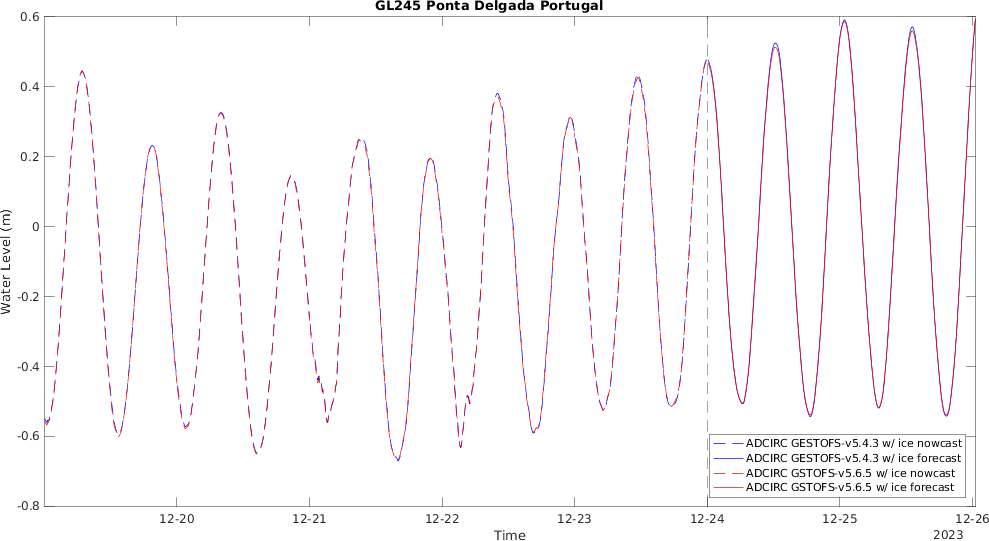 GL245 Ponta Delgada Portugal
Water Level (m)
0.6
0.4
0.2
0
-0.2
-0.4
-0.6
-0.8
12-20
12-21
12-22
12-23
12-24
12-25
12-26
Time
2023
ADCIRC GESTOFS-v5.4.3 w/ ice nowcast
ADCIRC GESTOFS-v5.4.3 w/ ice forecast
ADCIRC GSTOFS-v5.6.5 w/ ice nowcast
ADCIRC GSTOFS-v5.6.5 w/ ice forecast